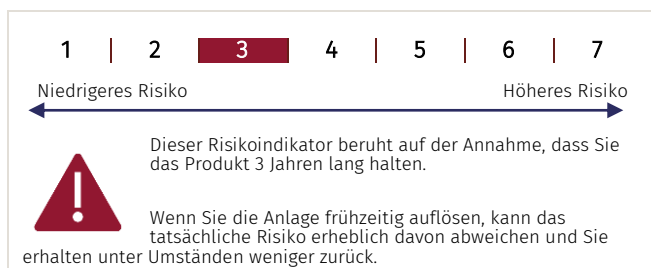 1 | 2 | 3 | 4 | 5 | 6 | 7
Niedrigeres Risiko Höheres Risiko
Dieser Risikoindikator beruht auf der Annahme, dass Sie
das Produkt 3 Jahren lang halten.
Wenn Sie die Anlage frühzeitig auflösen, kann das
tatsächliche Risiko erheblich davon abweichen und Sie
erhalten unter Umständen weniger zurück.